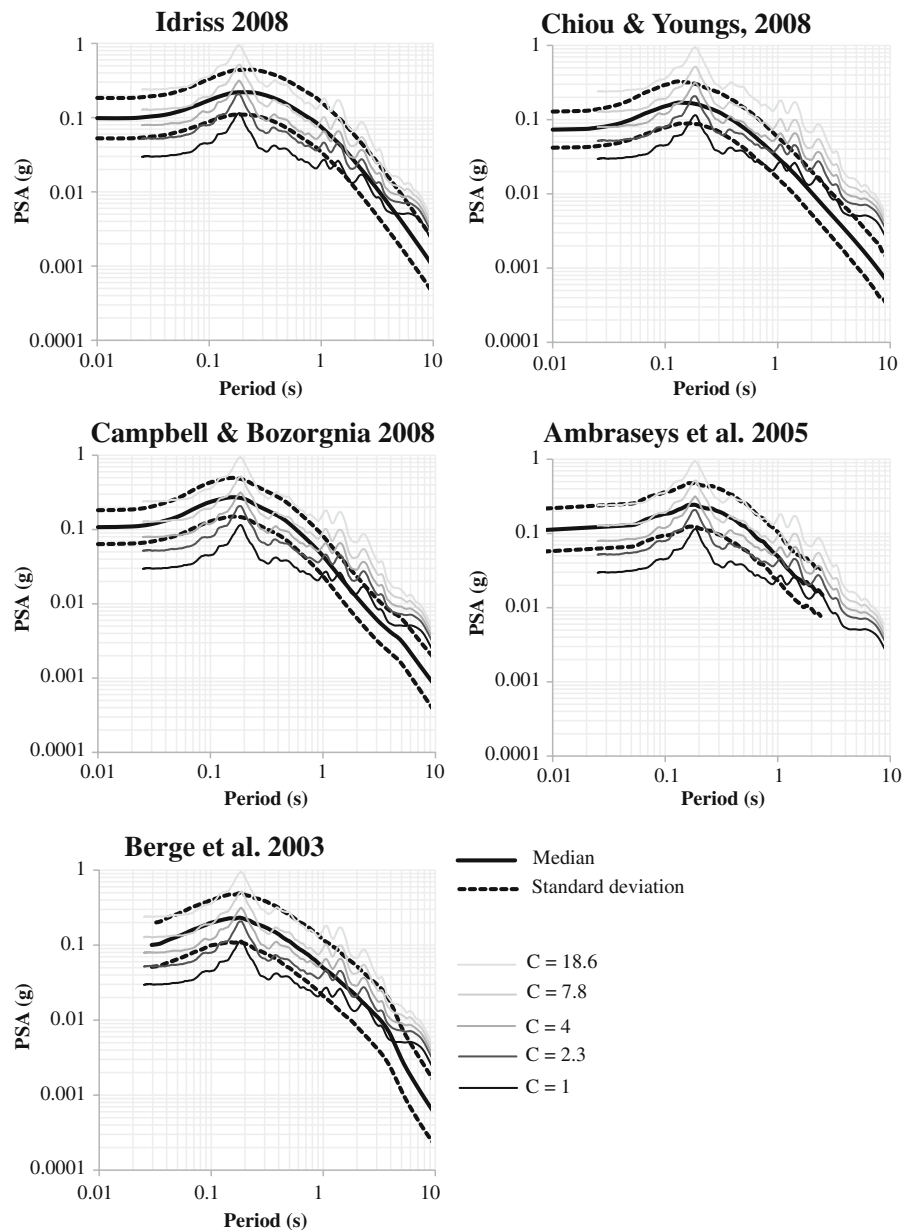 Idriss 2008
1
0.1
0.01
0.001
0.0001
PSA (g)
0.01 0.1 1 10
Period (s)
Chiou & Youngs, 2008
1
0.1
0.01
0.001
0.0001
PSA (g)
0.01 0.1 1 10
Period (s)
Campbell & Bozorgnia 2008
1
0.1
0.01
0.001
0.0001
PSA (g)
0.01 0.1 1 10
Period (s)
Ambraseys et al. 2005
1
0.1
0.01
0.001
0.0001
PSA (g)
0.01 0.1 1 10
Period (s)
Berge et al. 2003
1
0.1
0.01
0.001
0.0001
PSA (g)
0.01 0.1 1 10
Period (s)
Median
Standard deviation
C = 18.6
C = 7.8
C = 4
C = 2.3
C = 1